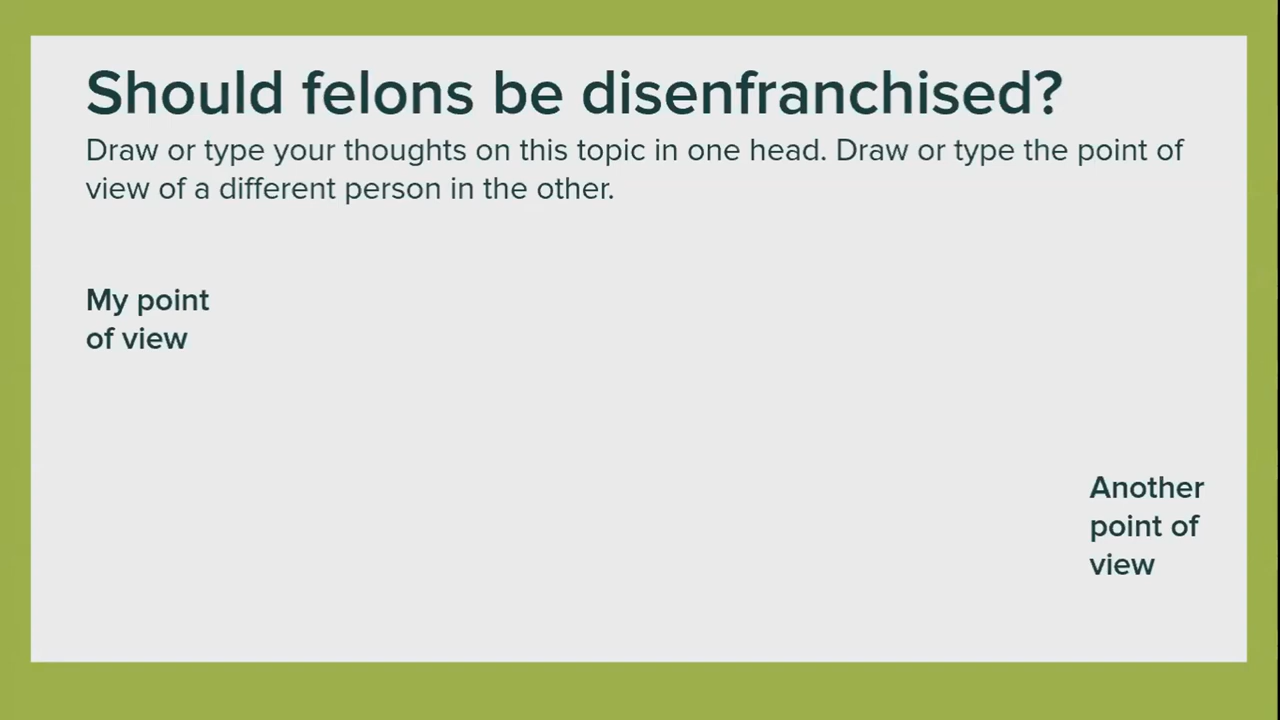 Should felons be disenfranchised?
Draw or type your thoughts on this topic in one head. Draw or type the point of
view of a different person in the other.
My point
of view
Another
point of
view